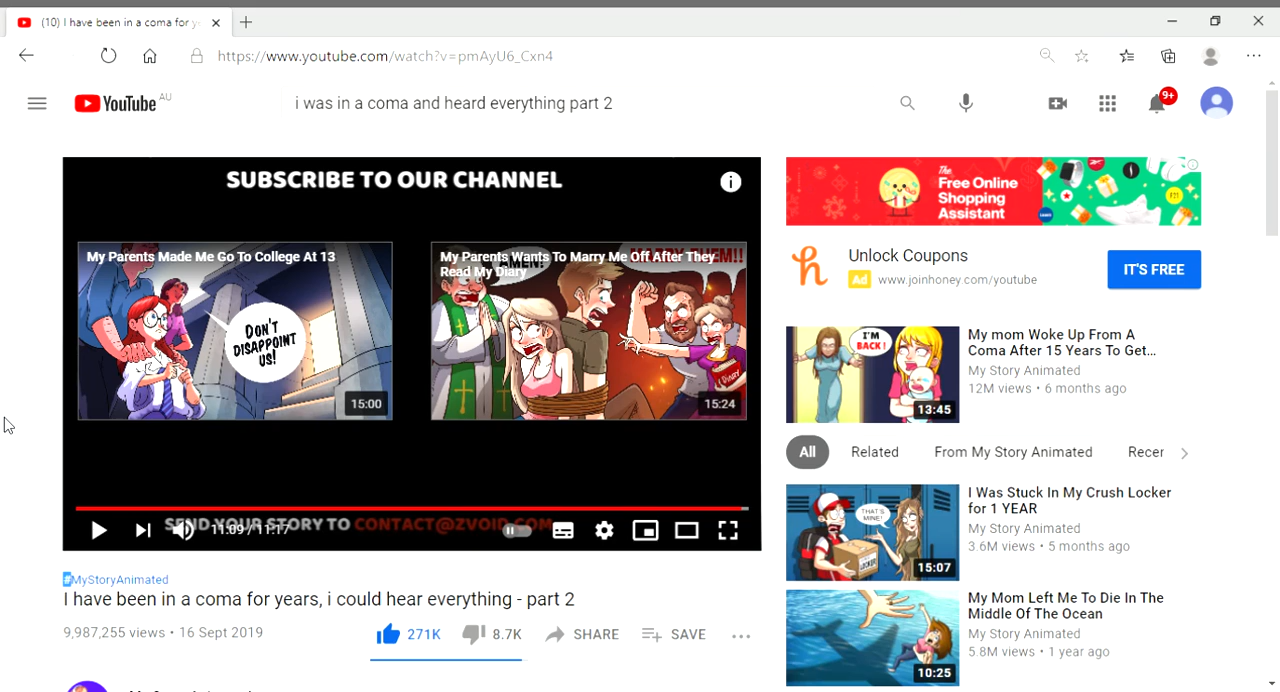 (10) I have been in a coma for y
https://www.youtube.com/watch?v=pmAyU6_Cxn4
YouTube AU
i was in a coma and heard everything part 2
9+
SUBSCRIBE TO OUR CHANNEL
My Parents Made Me Go To College At 13
DON'T
DISAPPOINT
US!
15:00
My Parents Wants To Marry Me Off After They
Read My Diary
AMEN!
MARRY THEM!!
DIARY
15:24
SEND YOUR STORY TO CONTACT@ZVOID.COM
11:09 / 11:17
#MyStoryAnimated
I have been in a coma for years, i could hear everything - part 2
9,987,255 views • 16 Sept 2019
271K
8.7K
SHARE
SAVE
The
Free Online
Shopping
Assistant
Unlock Coupons
Ad www.joinhoney.com/youtube
IT'S FREE
I'M
BACK!
13:45
My mom Woke Up From A
Coma After 15 Years To Get...
My Story Animated
12M views • 6 months ago
All
Related
From My Story Animated
Recer
THAT'S
MINE!
LOCKER
15:07
I Was Stuck In My Crush Locker
for 1 YEAR
My Story Animated
3.6M views • 5 months ago
10:25
My Mom Left Me To Die In The
Middle Of The Ocean
My Story Animated
5.8M views • 1 year ago